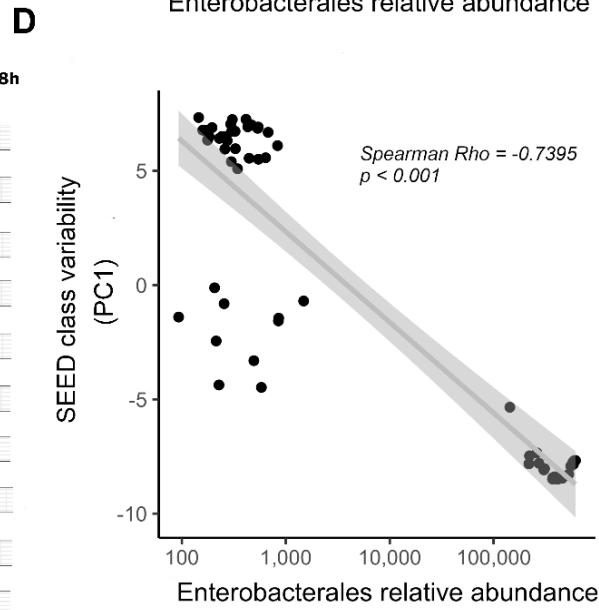 Enterobacterales relative abundance
D
8h
Spearman Rho = -0.7395
p < 0.001
SEED class variability
(PC1)
5
0
-5
-10
100 1,000 10,000 100,000
Enterobacterales relative abundance